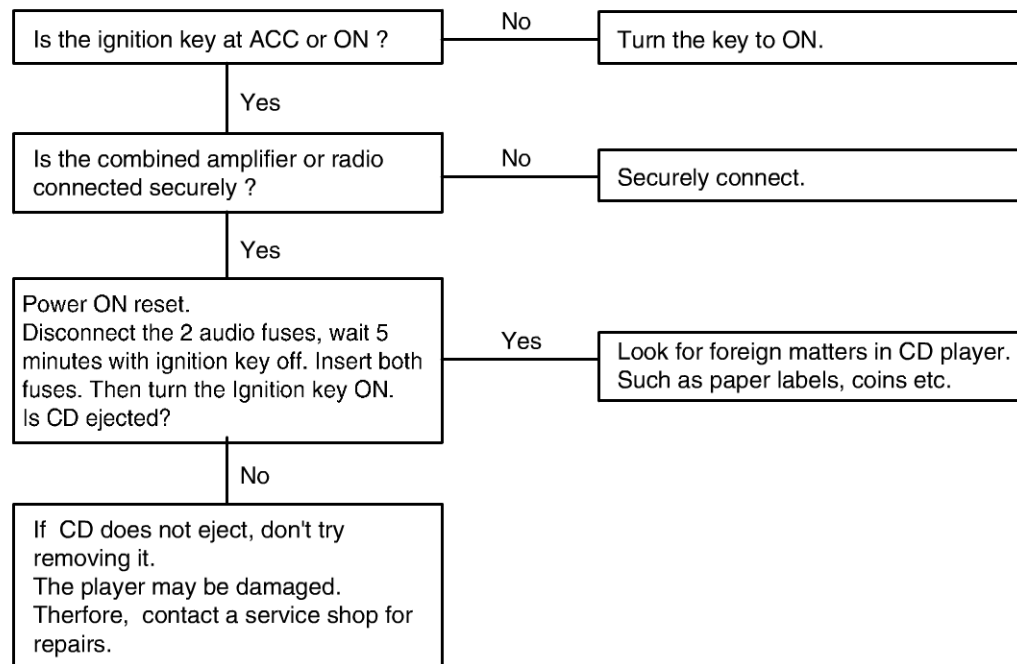 Is the ignition key at ACC or ON ?
No
Turn the key to ON.
Yes
Is the combined amplifier or radio
connected securely ?
No
Securely connect.
Yes
Power ON reset.
Disconnect the 2 audio fuses, wait 5
minutes with ignition key off. Insert both
fuses. Then turn the Ignition key ON.
Is CD ejected?
Yes
Look for foreign matters in CD player.
Such as paper labels, coins etc.
No
If CD does not eject, don't try
removing it.
The player may be damaged.
Therfore, contact a service shop for
repairs.